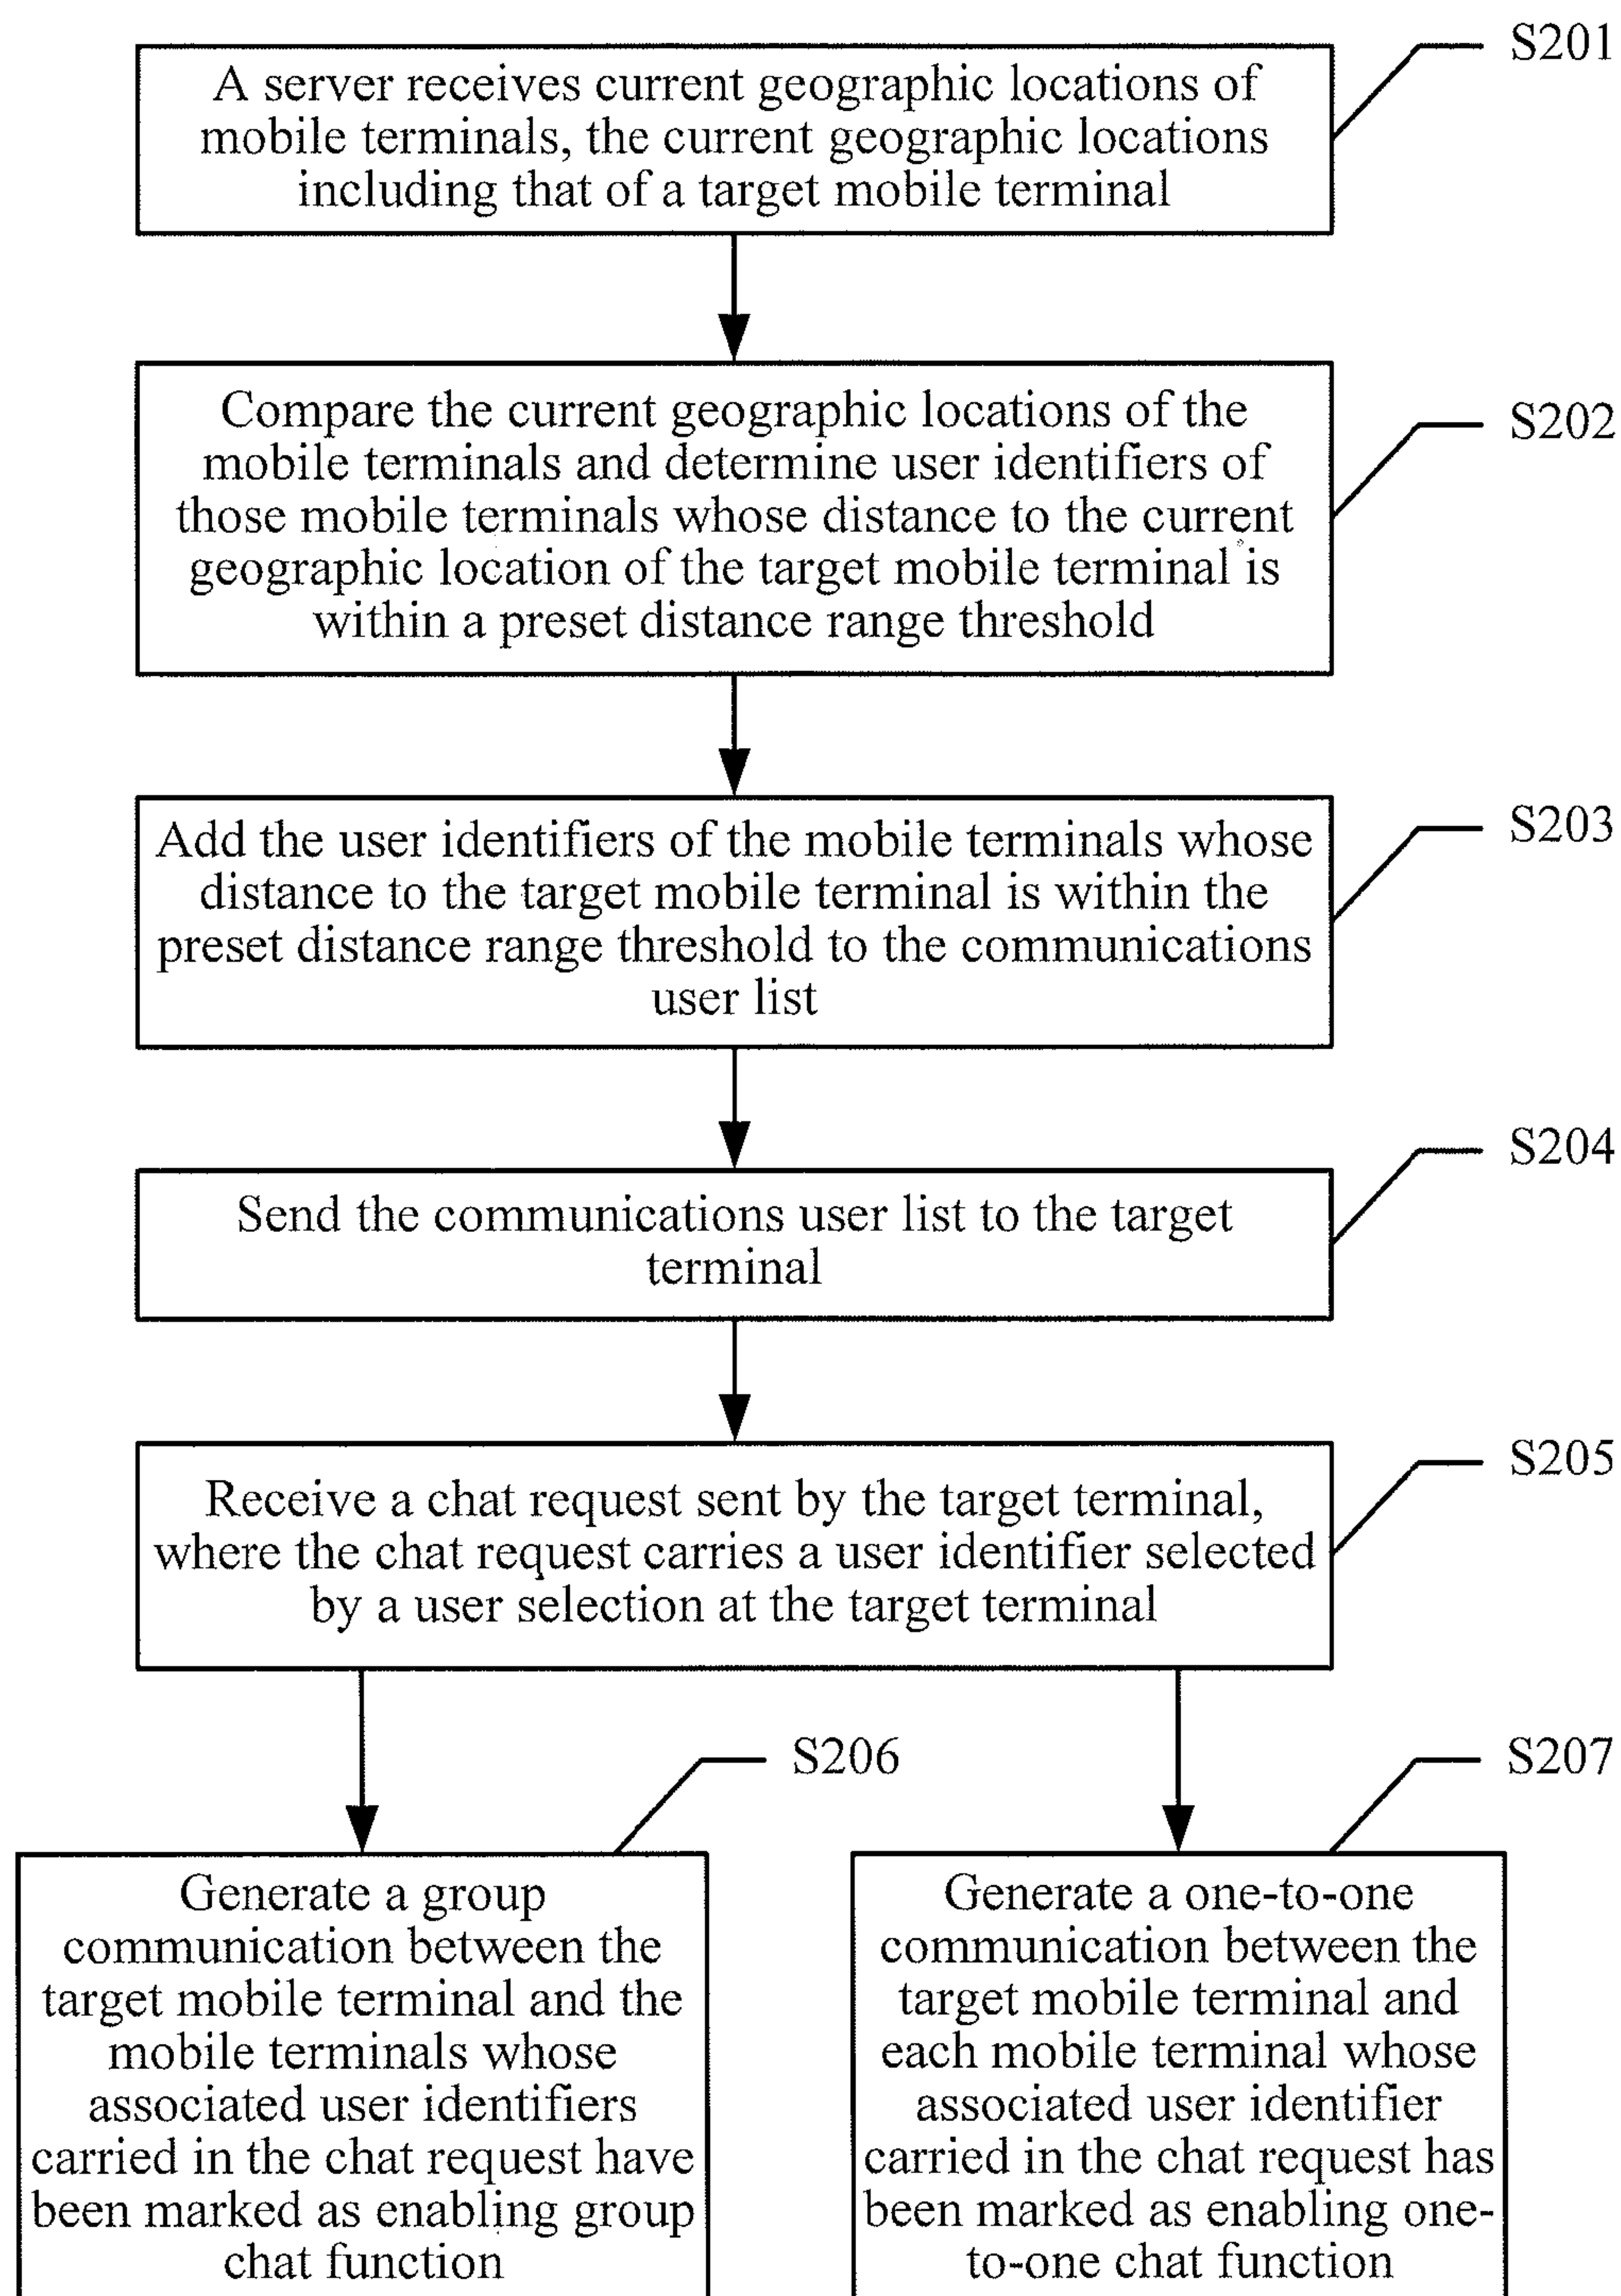 S201
A server receives current geographic locations of
mobile terminals, the current geographic locations
including that of a target mobile terminal
S202
Compare the current geographic locations of the
mobile terminals and determine user identifiers of
those mobile terminals whose distance to the current
geographic location of the target mobile terminal is
within a preset distance range threshold
S203
Add the user identifiers of the mobile terminals whose
distance to the target mobile terminal is within the
preset distance range threshold to the communications
user list
S204
Send the communications user list to the target
terminal
S205
Receive a chat request sent by the target terminal,
where the chat request carries a user identifier selected
by a user selection at the target terminal
S206
Generate a group
communication between the
target mobile terminal and the
mobile terminals whose
associated user identifiers
carried in the chat request have
been marked as enabling group
chat function
S207
Generate a one-to-one
communication between the
target mobile terminal and
each mobile terminal whose
associated user identifier
carried in the chat request has
been marked as enabling one-
to-one chat function